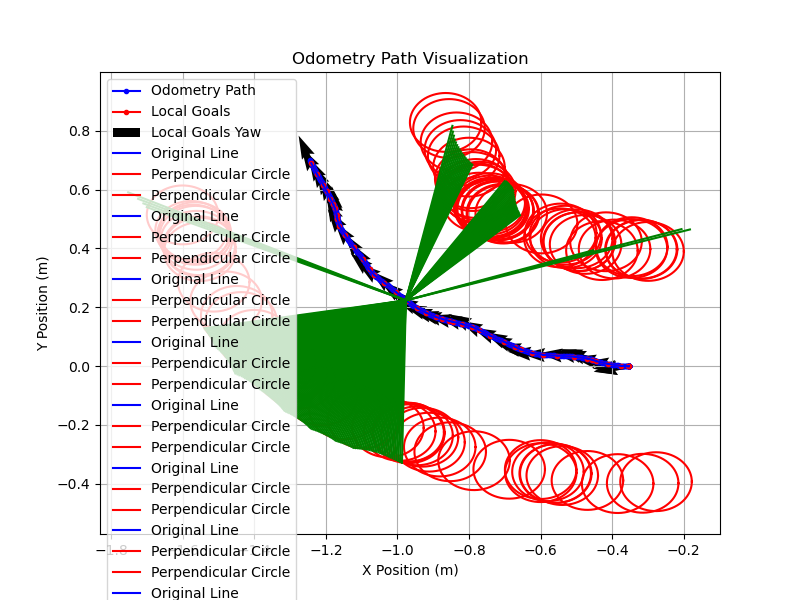 Odometry Path Visualization
Y Position (m)
0.8
0.6
0.4
0.2
0.0
−0.2
−0.4
Odometry Path
Local Goals
Local Goals Yaw
Original Line
Perpendicular Circle
Perpendicular Circle
Original Line
Perpendicular Circle
Perpendicular Circle
Original Line
Perpendicular Circle
Perpendicular Circle
Original Line
Perpendicular Circle
Perpendicular Circle
Original Line
Perpendicular Circle
Perpendicular Circle
Original Line
Perpendicular Circle
Perpendicular Circle
Original Line
Perpendicular Circle
Perpendicular Circle
Original Line
−1.8 −1.2 −1.0 −0.8 −0.6 −0.4 −0.2
X Position (m)